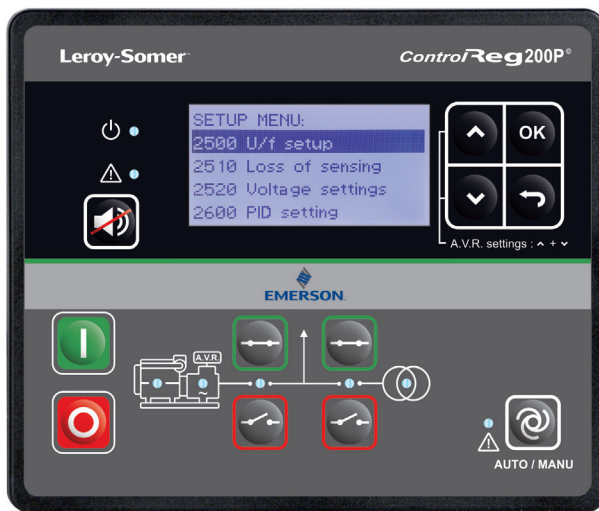 Leroy-Somer™
ControlReg200P®
SETUP MENU:
2500 U/f setup
2510 Loss of sensing
2520 Voltage settings
2600 PID setting
OK
A.V.R. settings :
+
EMERSON.
A.V.R.
AUTO / MANU